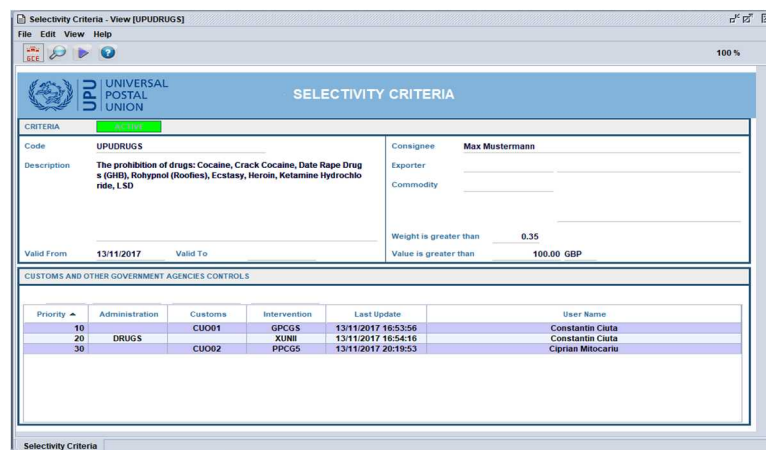 Selectivity Criteria - View [UPUDRUGS]
File Edit View Help
GCE
100 %
UPU
UNIVERSAL
POSTAL
UNION
SELECTIVITY CRITERIA
CRITERIA ACTIVE
Code UPUDRUGS Consignee Max Mustermann
Description The prohibition of drugs: Cocaine, Crack Cocaine, Date Rape Drug Exporter
s (GHB), Rohypnol (Roofies), Ecstasy, Heroin, Ketamine Hydrochlo
ride, LSD Commodity
Weight is greater than 0.35
Valid From 13/11/2017 Valid To Value is greater than 100.00 GBP
CUSTOMS AND OTHER GOVERNMENT AGENCIES CONTROLS
Priority Administration Customs Intervention Last Update User Name
10 CUO01 GPCGS 13/11/2017 16:53:56 Constantin Ciuta
20 DRUGS XUNII 13/11/2017 16:54:16 Constantin Ciuta
30 CUO02 PPCG5 13/11/2017 20:19:53 Ciprian Mitocariu
Selectivity Criteria